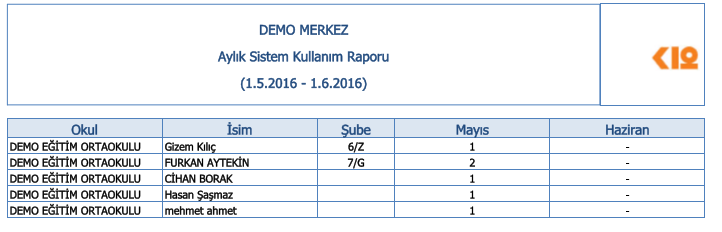 DEMO MERKEZ
Aylık Sistem Kullanım Raporu
(1.5.2016 - 1.6.2016)
K12
Okul İsim Şube Mayıs Haziran
DEMO EĞİTİM ORTAOKULU Gizem Kılıç 6/Z 1 -
DEMO EĞİTİM ORTAOKULU FURKAN AYTEKİN 7/G 2 -
DEMO EĞİTİM ORTAOKULU CİHAN BORAK 1 -
DEMO EĞİTİM ORTAOKULU Hasan Şaşmaz 1 -
DEMO EĞİTİM ORTAOKULU mehmet ahmet 1 -